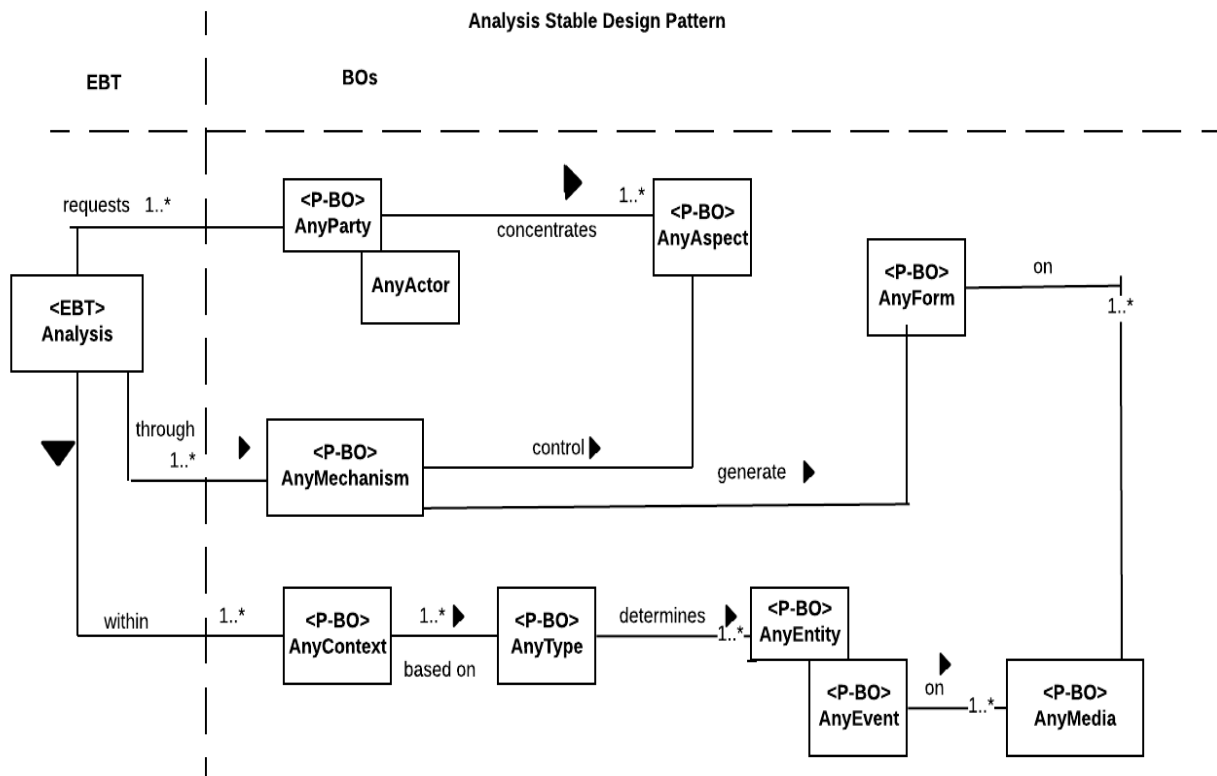 Analysis Stable Design Pattern
EBT
BOs
requests 1..*
<P-BO>
AnyParty
AnyActor
concentrates
1..*
<P-BO>
AnyAspect
<P-BO>
AnyForm
on
1..*
<EBT>
Analysis
through
1..*
<P-BO>
AnyMechanism
control
generate
within
1..*
<P-BO>
AnyContext
1..*
based on
<P-BO>
AnyType
determines
1..*
<P-BO>
AnyEntity
<P-BO>
AnyEvent
on
1..*
<P-BO>
AnyMedia